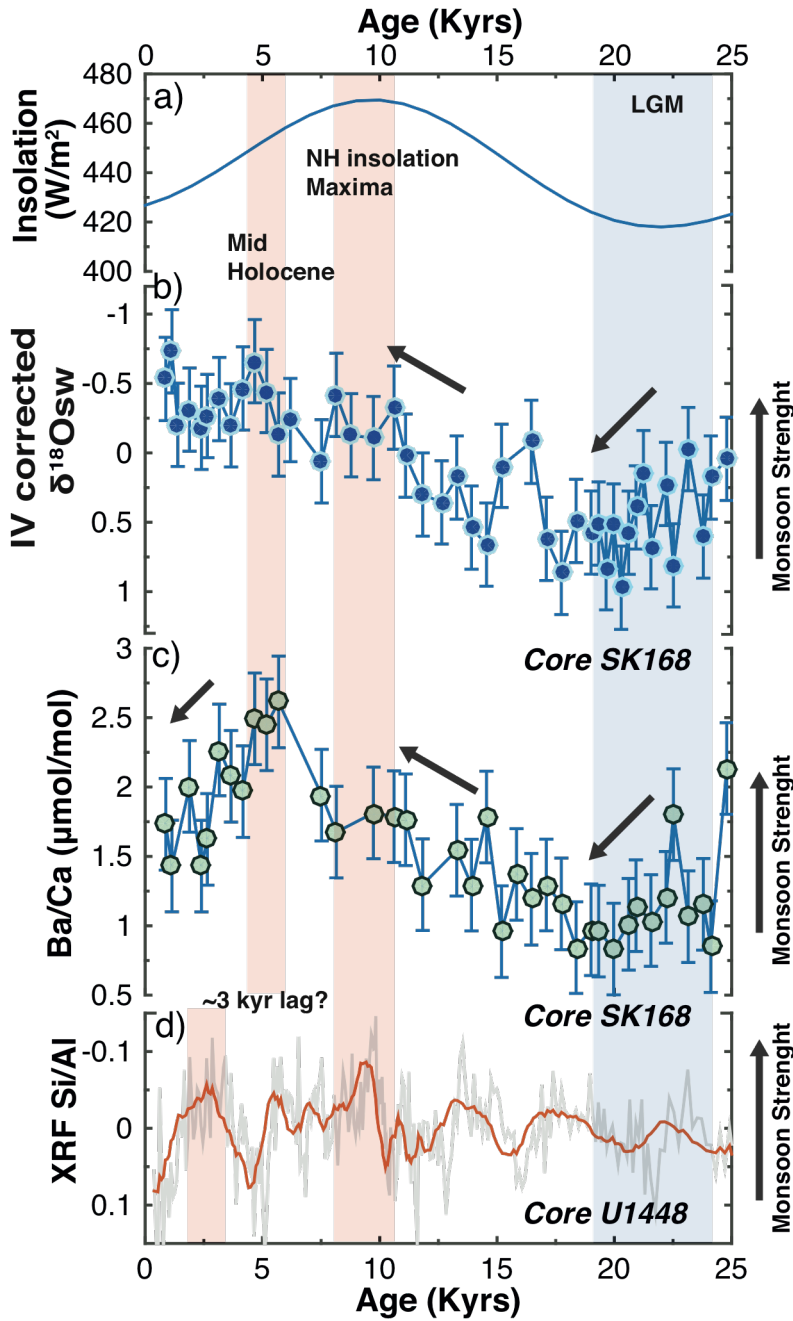 Age (Kyrs)
0 5 10 15 20 25
480
460
440
420
400
Insolation
(W/m²)
a)
LGM
NH insolation
Maxima
Mid
Holocene
b)
-1
-0.5
0
0.5
1
IV corrected
δ¹⁸Osw
Monsoon Strenght
Core SK168
c)
3
2.5
2
1.5
1
0.5
Ba/Ca (μmol/mol)
Monsoon Strenght
~3 kyr lag?
Core SK168
d)
-0.1
0
0.1
XRF Si/Al
Monsoon Strenght
Core U1448
0 5 10 15 20 25
Age (Kyrs)